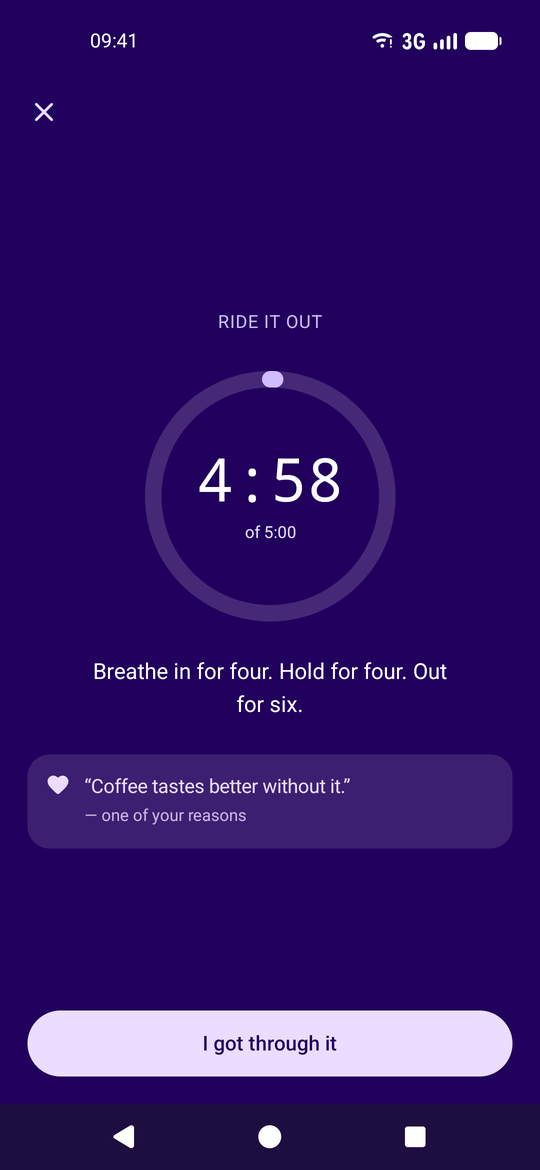 09:41
3G
RIDE IT OUT
4:58
of 5:00
Breathe in for four. Hold for four. Out
for six.
“Coffee tastes better without it.”
— one of your reasons
I got through it